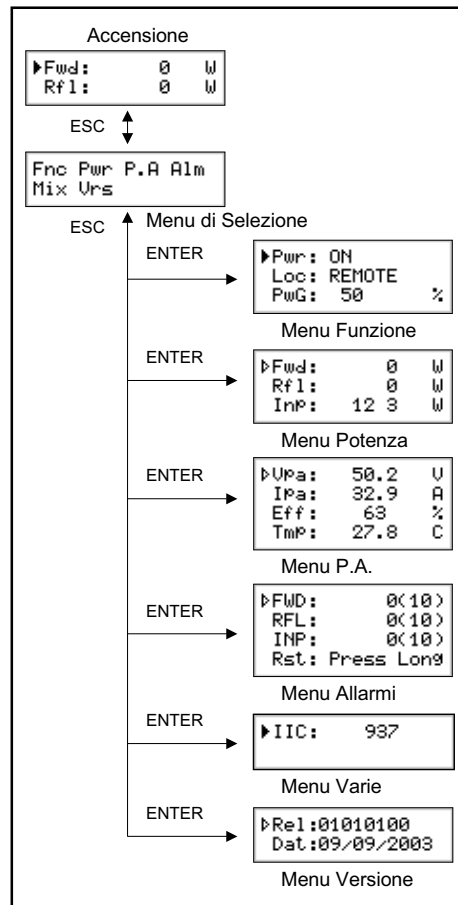 Accensione
Fwd: 0 W
Rfl: 0 W
ESC
Fnc Pwr P.A Alm
Mix Vrs
ESC
Menu di Selezione
ENTER
Pwr: ON
Loc: REMOTE
PwG: 50 %
Menu Funzione
ENTER
Fwd: 0 W
Rfl: 0 W
Inp: 12 3 W
Menu Potenza
ENTER
Vpa: 50.2 V
Ipa: 32.9 A
Eff: 63 %
Tmp: 27.8 C
Menu P.A.
ENTER
FWD: 0(10)
RFL: 0(10)
INP: 0(10)
Rst: Press Long
Menu Allarmi
ENTER
IIC: 937
Menu Varie
ENTER
Rel:01010100
Dat:09/09/2003
Menu Versione